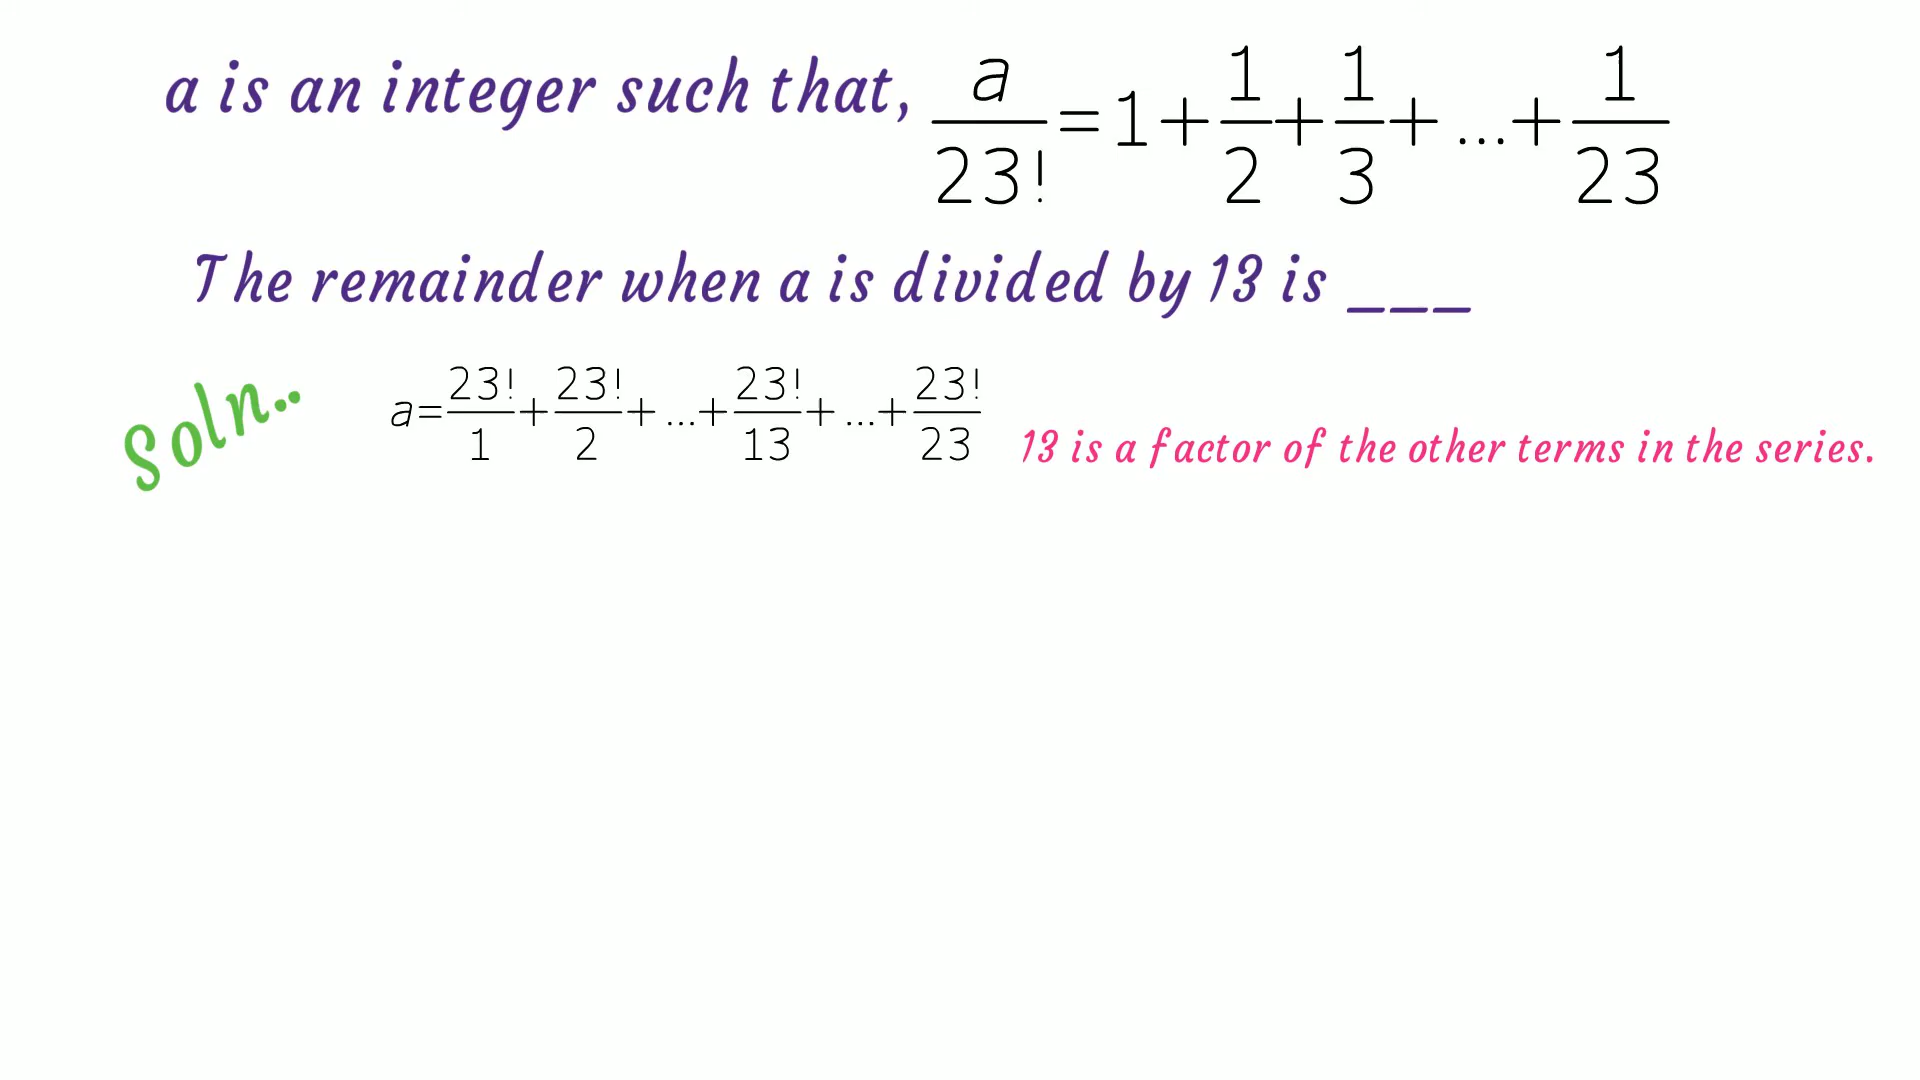 a is an integer such that, a/23! = 1 + 1/2 + 1/3 + ... + 1/23
The remainder when a is divided by 13 is ___
Soln..
a = 23!/1 + 23!/2 + ... + 23!/13 + ... + 23!/23
13 is a factor of the other terms in the series.